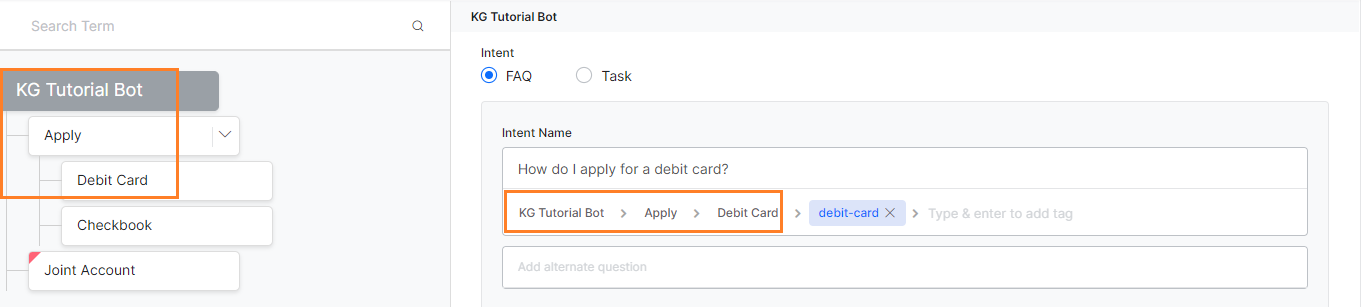 Search Term
KG Tutorial Bot
Apply
Debit Card
Checkbook
Joint Account
KG Tutorial Bot
Intent
FAQ Task
Intent Name
How do I apply for a debit card?
KG Tutorial Bot Apply Debit Card debit-card Type & enter to add tag
Add alternate question